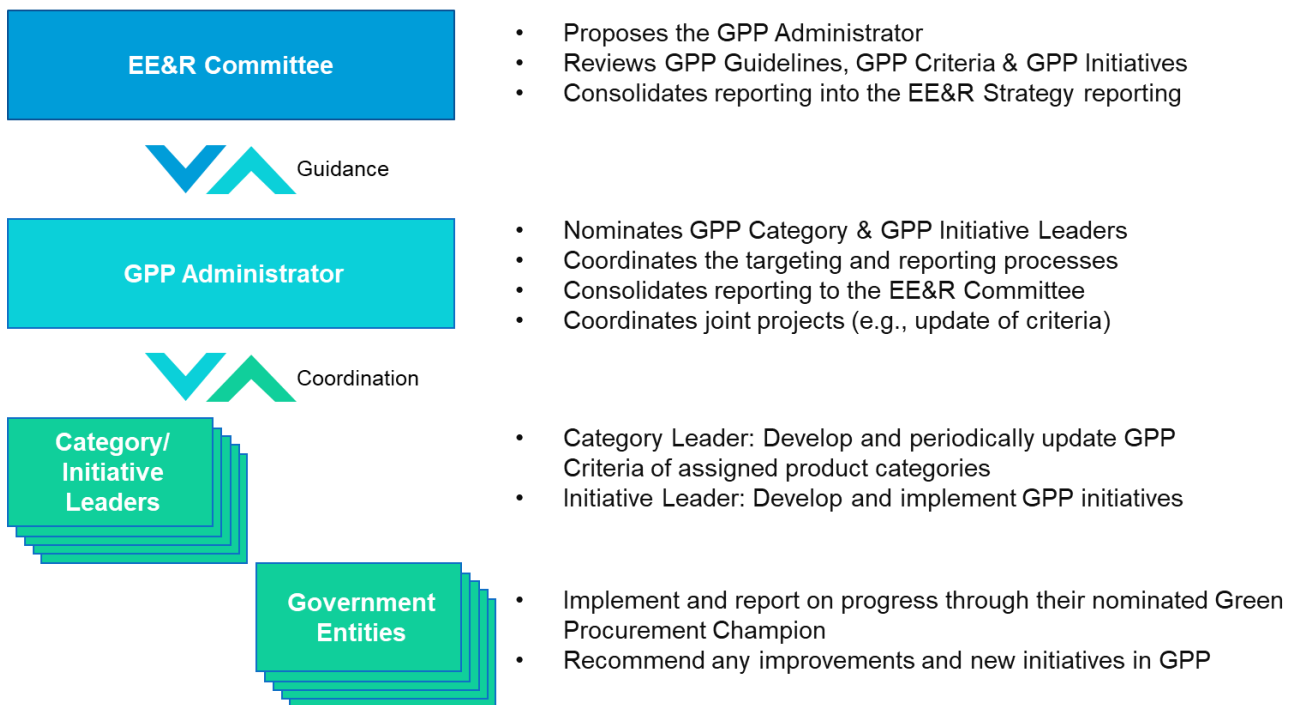 EE&R Committee
• Proposes the GPP Administrator
• Reviews GPP Guidelines, GPP Criteria & GPP Initiatives
• Consolidates reporting into the EE&R Strategy reporting
Guidance
GPP Administrator
• Nominates GPP Category & GPP Initiative Leaders
• Coordinates the targeting and reporting processes
• Consolidates reporting to the EE&R Committee
• Coordinates joint projects (e.g., update of criteria)
Coordination
Category/
Initiative
Leaders
• Category Leader: Develop and periodically update GPP
Criteria of assigned product categories
• Initiative Leader: Develop and implement GPP initiatives
Government
Entities
• Implement and report on progress through their nominated Green
Procurement Champion
• Recommend any improvements and new initiatives in GPP